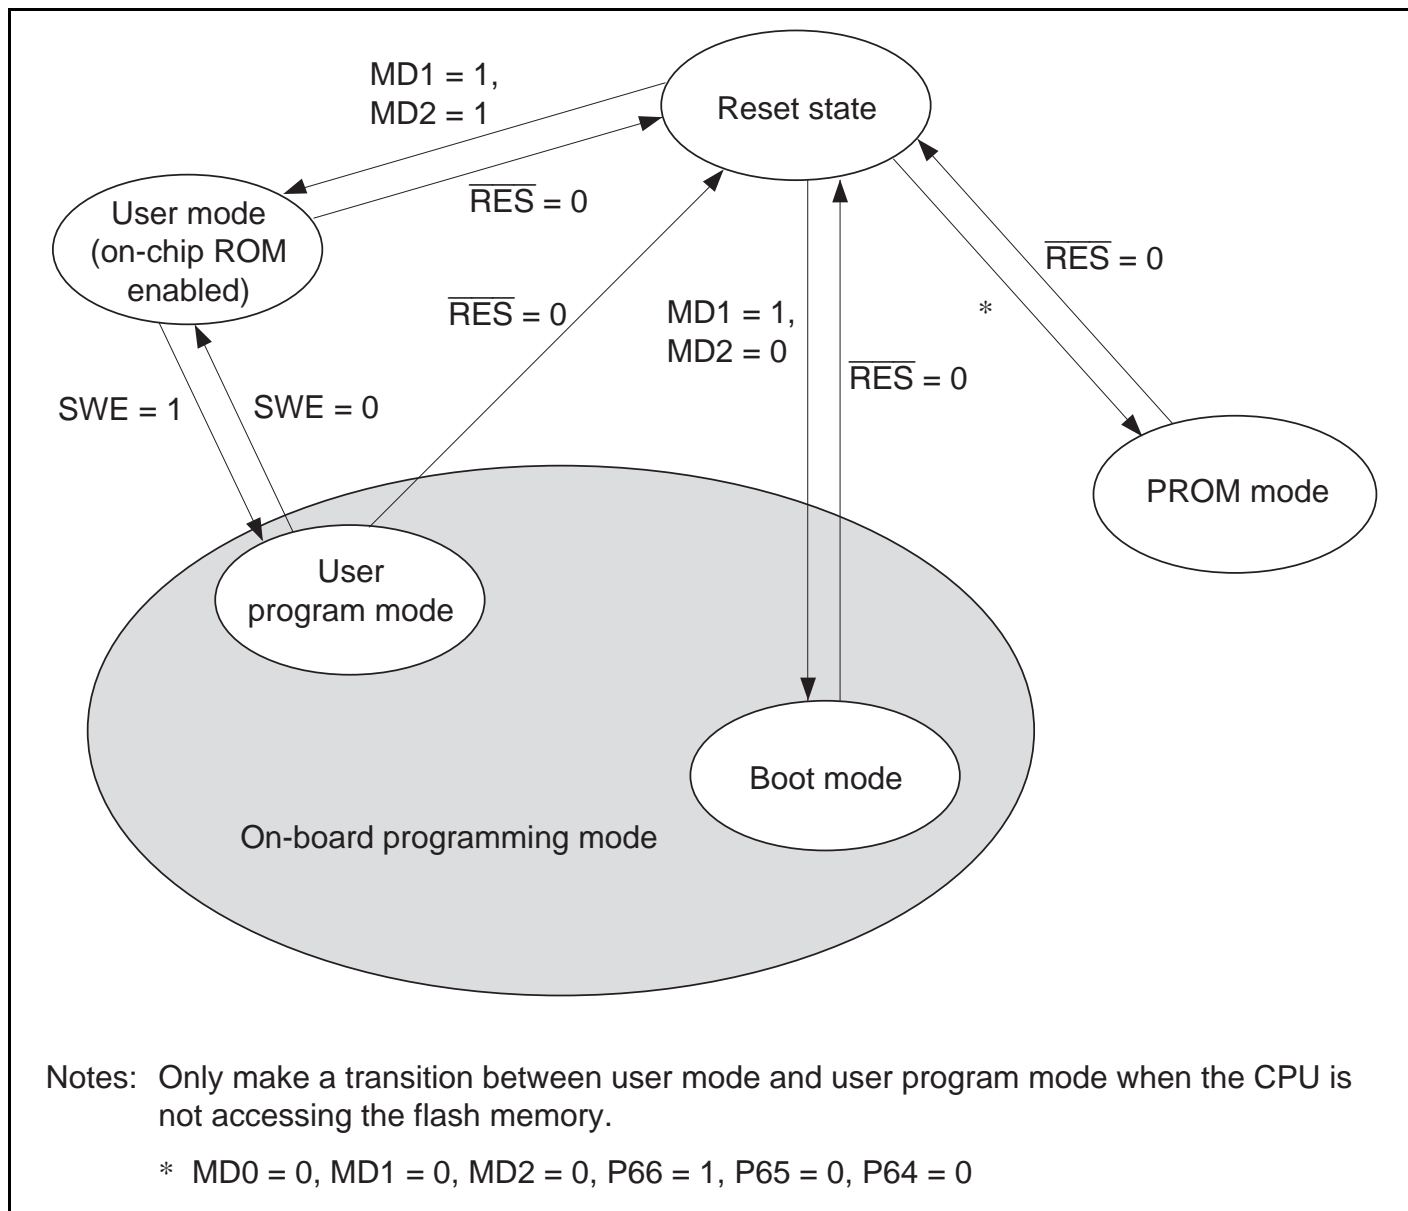 MD1 = 1,
MD2 = 1
Reset state
RES = 0
User mode
(on-chip ROM
enabled)
RES = 0
RES = 0
*
MD1 = 1,
MD2 = 0
RES = 0
SWE = 1
SWE = 0
PROM mode
User
program mode
Boot mode
On-board programming mode
Notes: Only make a transition between user mode and user program mode when the CPU is
not accessing the flash memory.
* MD0 = 0, MD1 = 0, MD2 = 0, P66 = 1, P65 = 0, P64 = 0